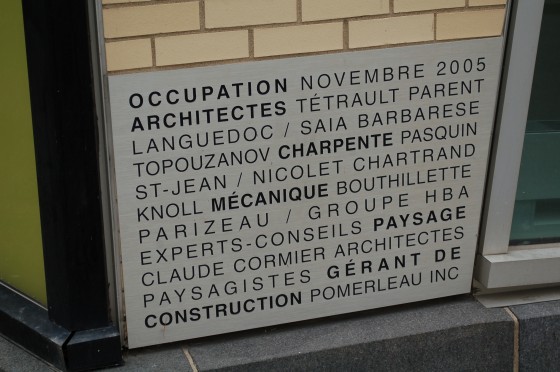 OCCUPATION NOVEMBRE 2005
ARCHITECTES TÉTRAULT PARENT
LANGUEDOC / SAIA BARBARESE
TOPOUZANOV CHARPENTE PASQUIN
ST-JEAN / NICOLET CHARTRAND
KNOLL MÉCANIQUE BOUTHILLETTE
PARIZEAU / GROUPE HBA
EXPERTS-CONSEILS PAYSAGE
CLAUDE CORMIER ARCHITECTES
PAYSAGISTES GÉRANT DE
CONSTRUCTION POMERLEAU INC